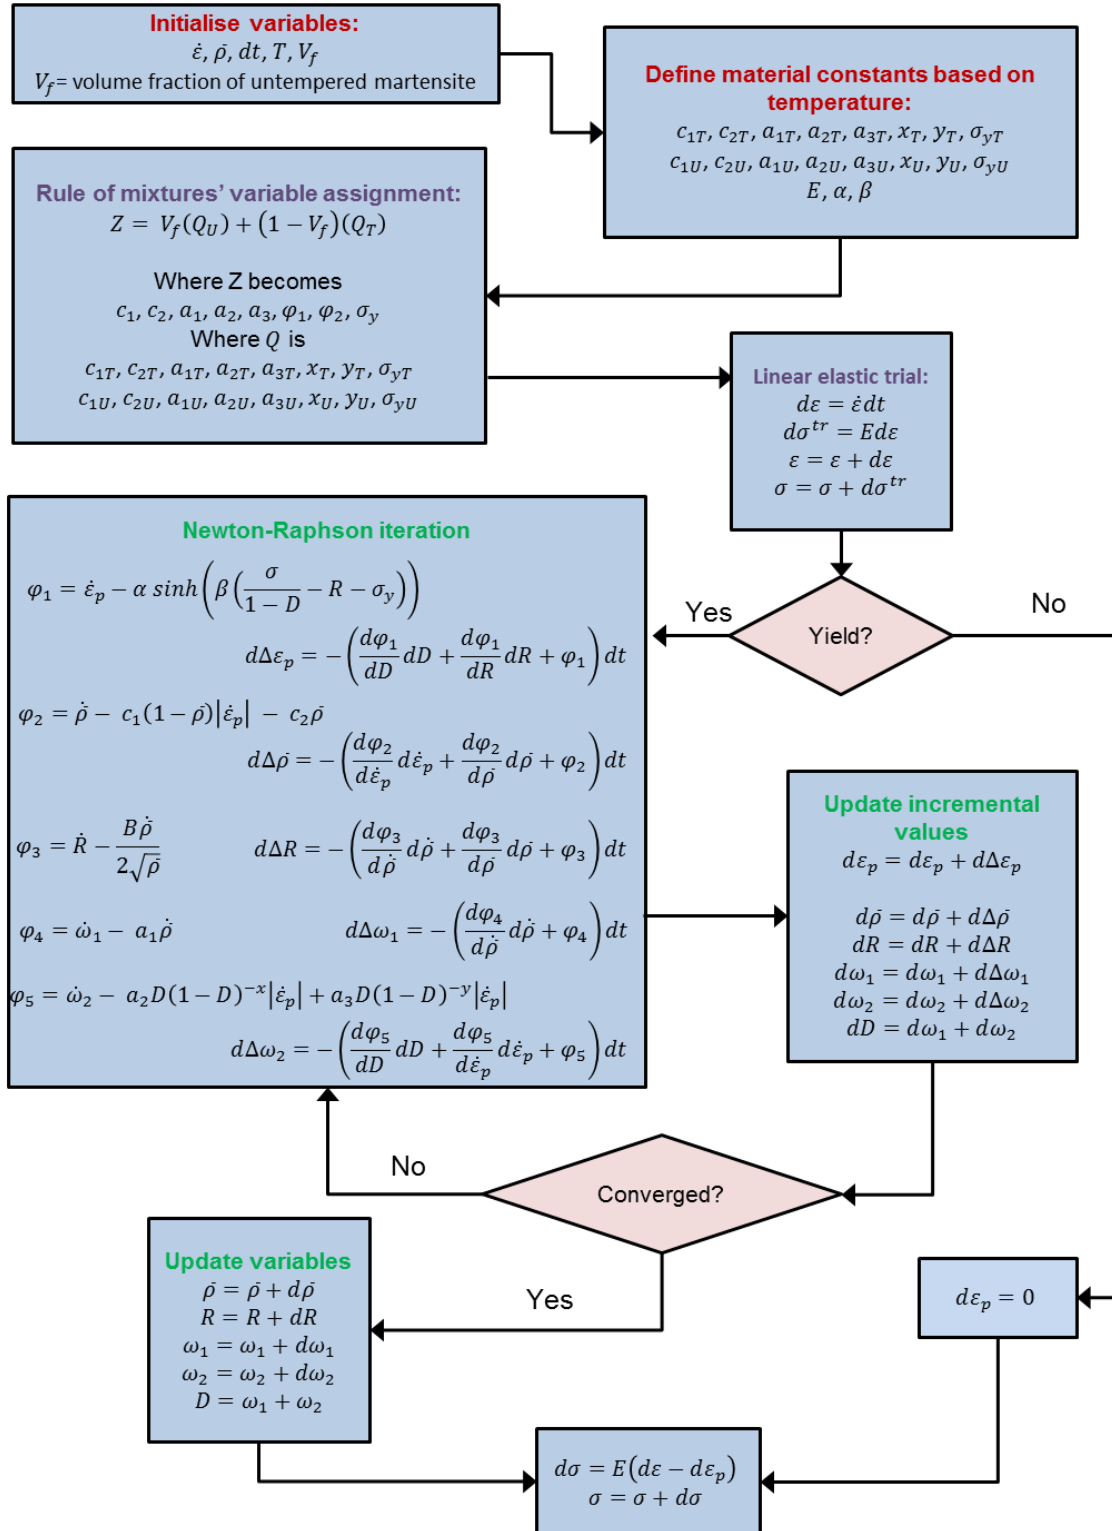 Initialise variables:
ε̇, ρ̄, dt, T, V_f
V_f = volume fraction of untempered martensite
Define material constants based on
temperature:
c_{1T}, c_{2T}, a_{1T}, a_{2T}, a_{3T}, x_T, y_T, σ_{yT}
c_{1U}, c_{2U}, a_{1U}, a_{2U}, a_{3U}, x_U, y_U, σ_{yU}
E, α, β
Rule of mixtures' variable assignment:
Z = V_f(Q_U) + (1 − V_f)(Q_T)
Where Z becomes
c_1, c_2, a_1, a_2, a_3, φ_1, φ_2, σ_y
Where Q is
c_{1T}, c_{2T}, a_{1T}, a_{2T}, a_{3T}, x_T, y_T, σ_{yT}
c_{1U}, c_{2U}, a_{1U}, a_{2U}, a_{3U}, x_U, y_U, σ_{yU}
Linear elastic trial:
dε = ε̇dt
dσ^{tr} = Edε
ε = ε + dε
σ = σ + dσ^{tr}
Yield?
Yes
No
Newton-Raphson iteration
φ_1 = ε̇_p − α sinh(β(σ/(1 − D) − R − σ_y))
dΔε_p = −(dφ_1/dD dD + dφ_1/dR dR + φ_1)dt
φ_2 = ρ̄̇ − c_1(1 − ρ̄)|ε̇_p| − c_2ρ̄
dΔρ̄ = −(dφ_2/dε̇_p dε̇_p + dφ_2/dρ̄ dρ̄ + φ_2)dt
φ_3 = Ṙ − Bρ̄̇/(2√ρ̄)
dΔR = −(dφ_3/dρ̄̇ dρ̄̇ + dφ_3/dρ̄ dρ̄ + φ_3)dt
φ_4 = ω̇_1 − a_1ρ̄̇
dΔω_1 = −(dφ_4/dρ̄̇ dρ̄̇ + φ_4)dt
φ_5 = ω̇_2 − a_2D(1 − D)^{−x}|ε̇_p| + a_3D(1 − D)^{−y}|ε̇_p|
dΔω_2 = −(dφ_5/dD dD + dφ_5/dε̇_p dε̇_p + φ_5)dt
Update incremental
values
dε_p = dε_p + dΔε_p
dρ̄ = dρ̄ + dΔρ̄
dR = dR + dΔR
dω_1 = dω_1 + dΔω_1
dω_2 = dω_2 + dΔω_2
dD = dω_1 + dω_2
Converged?
No
Yes
Update variables
ρ̄ = ρ̄ + dρ̄
R = R + dR
ω_1 = ω_1 + dω_1
ω_2 = ω_2 + dω_2
D = ω_1 + ω_2
dε_p = 0
dσ = E(dε − dε_p)
σ = σ + dσ